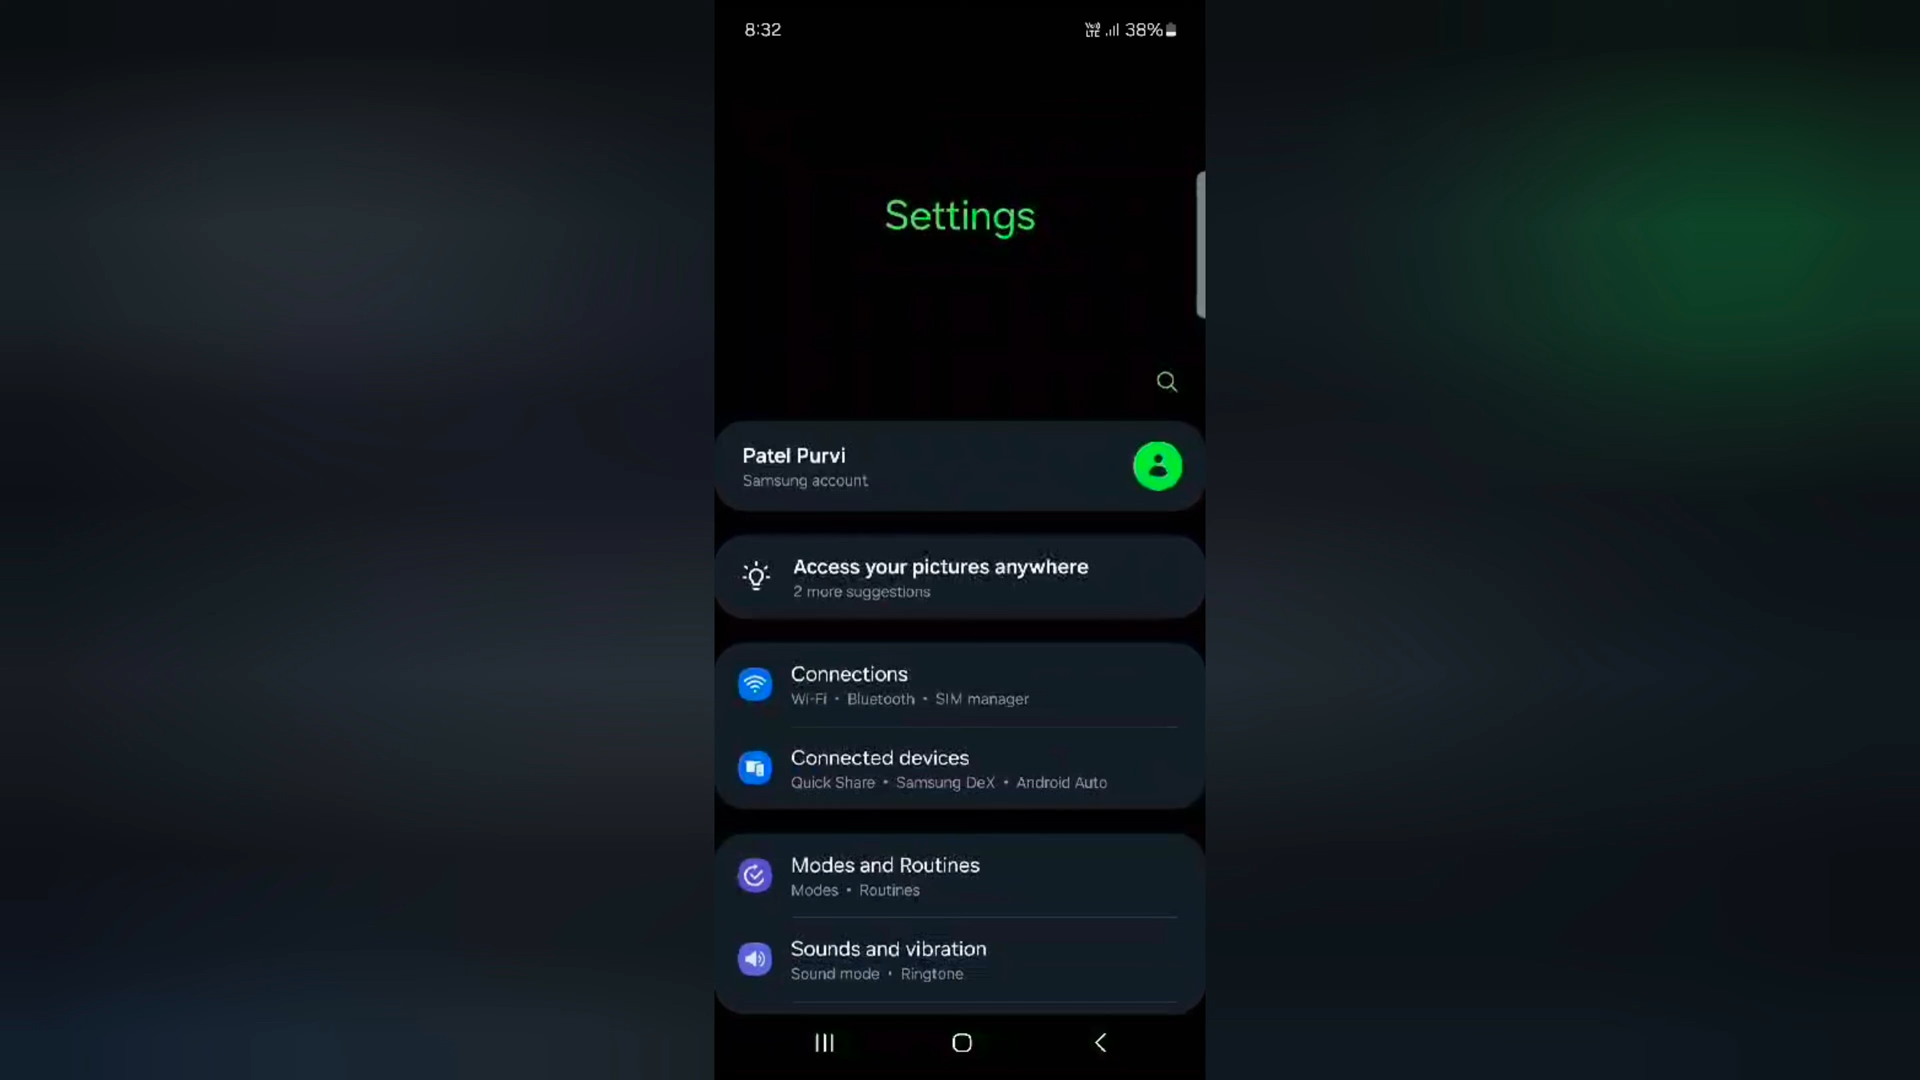 8:32
Vo)) LTE 38%
Settings
Patel Purvi
Samsung account
Access your pictures anywhere
2 more suggestions
Connections
Wi-Fi • Bluetooth • SIM manager
Connected devices
Quick Share • Samsung DeX • Android Auto
Modes and Routines
Modes • Routines
Sounds and vibration
Sound mode • Ringtone